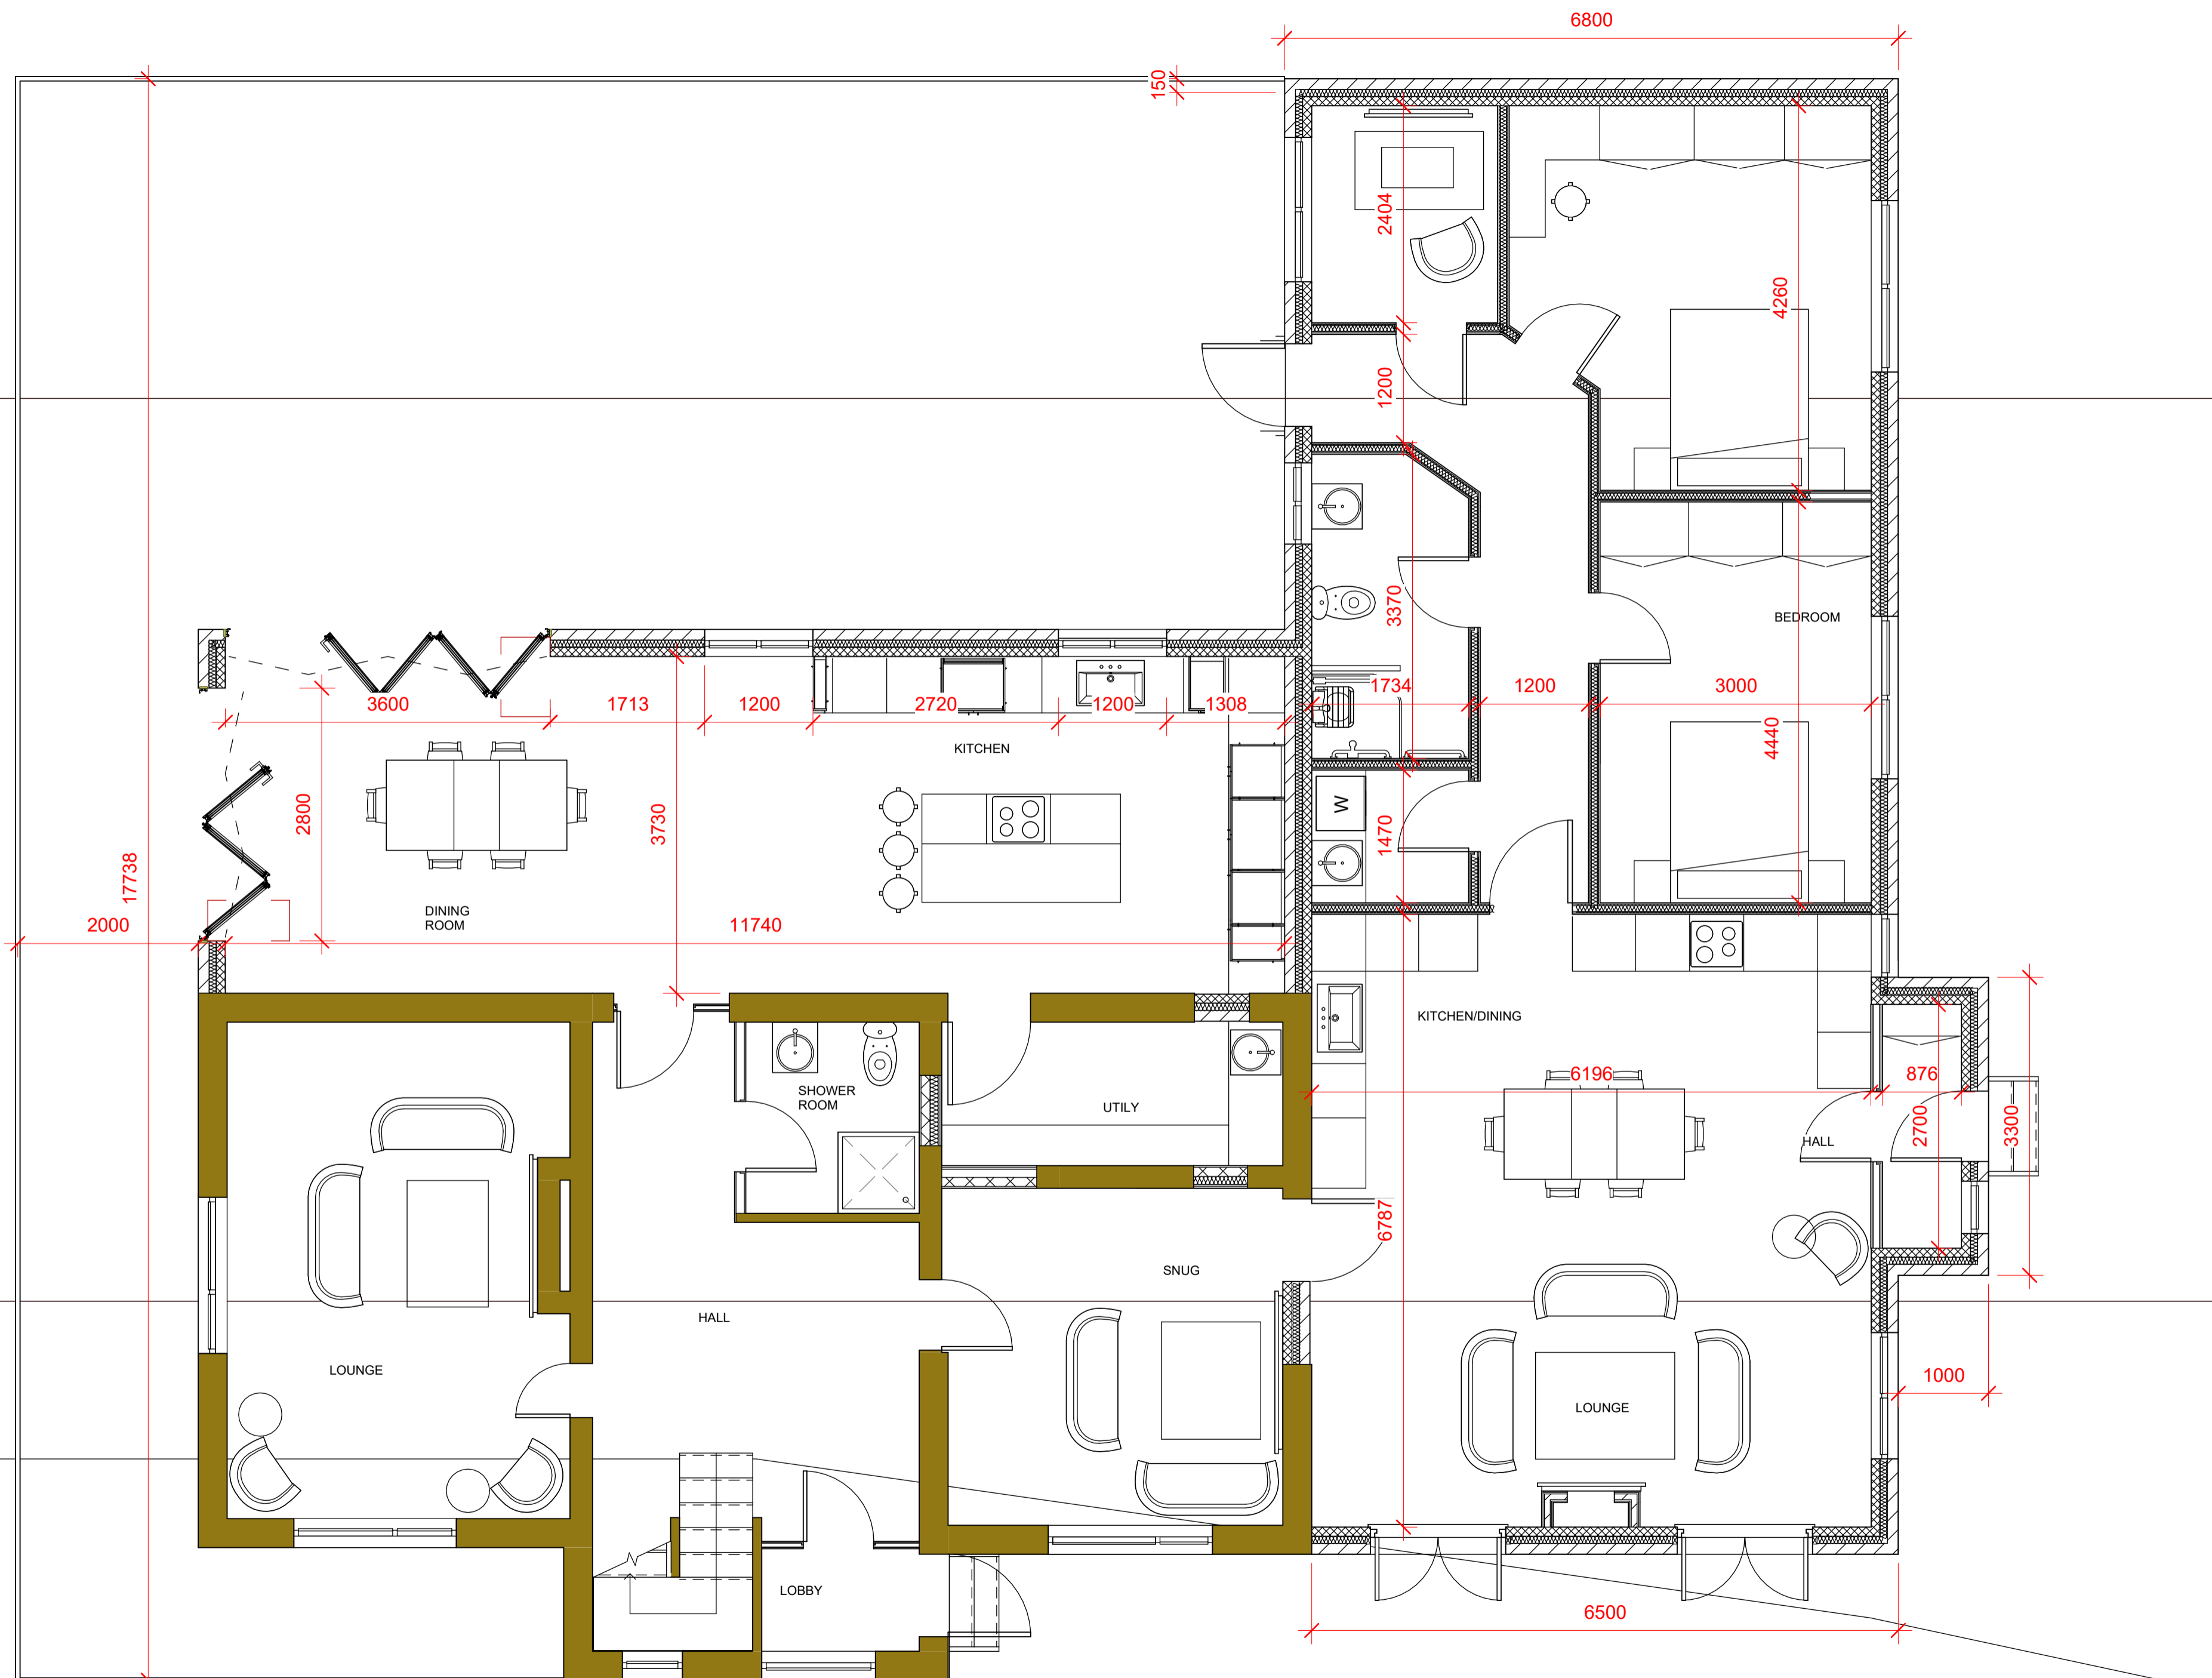 6800
150
2404
4260
1200
3370
BEDROOM
3600
1713
1200
2720
1200
1308
1734
1200
3000
KITCHEN
4440
2800
3730
W
1470
17738
DINING
ROOM
2000
11740
KITCHEN/DINING
SHOWER
ROOM
UTILY
6196
876
2700
3300
HALL
6787
SNUG
HALL
LOUNGE
1000
LOUNGE
LOBBY
6500